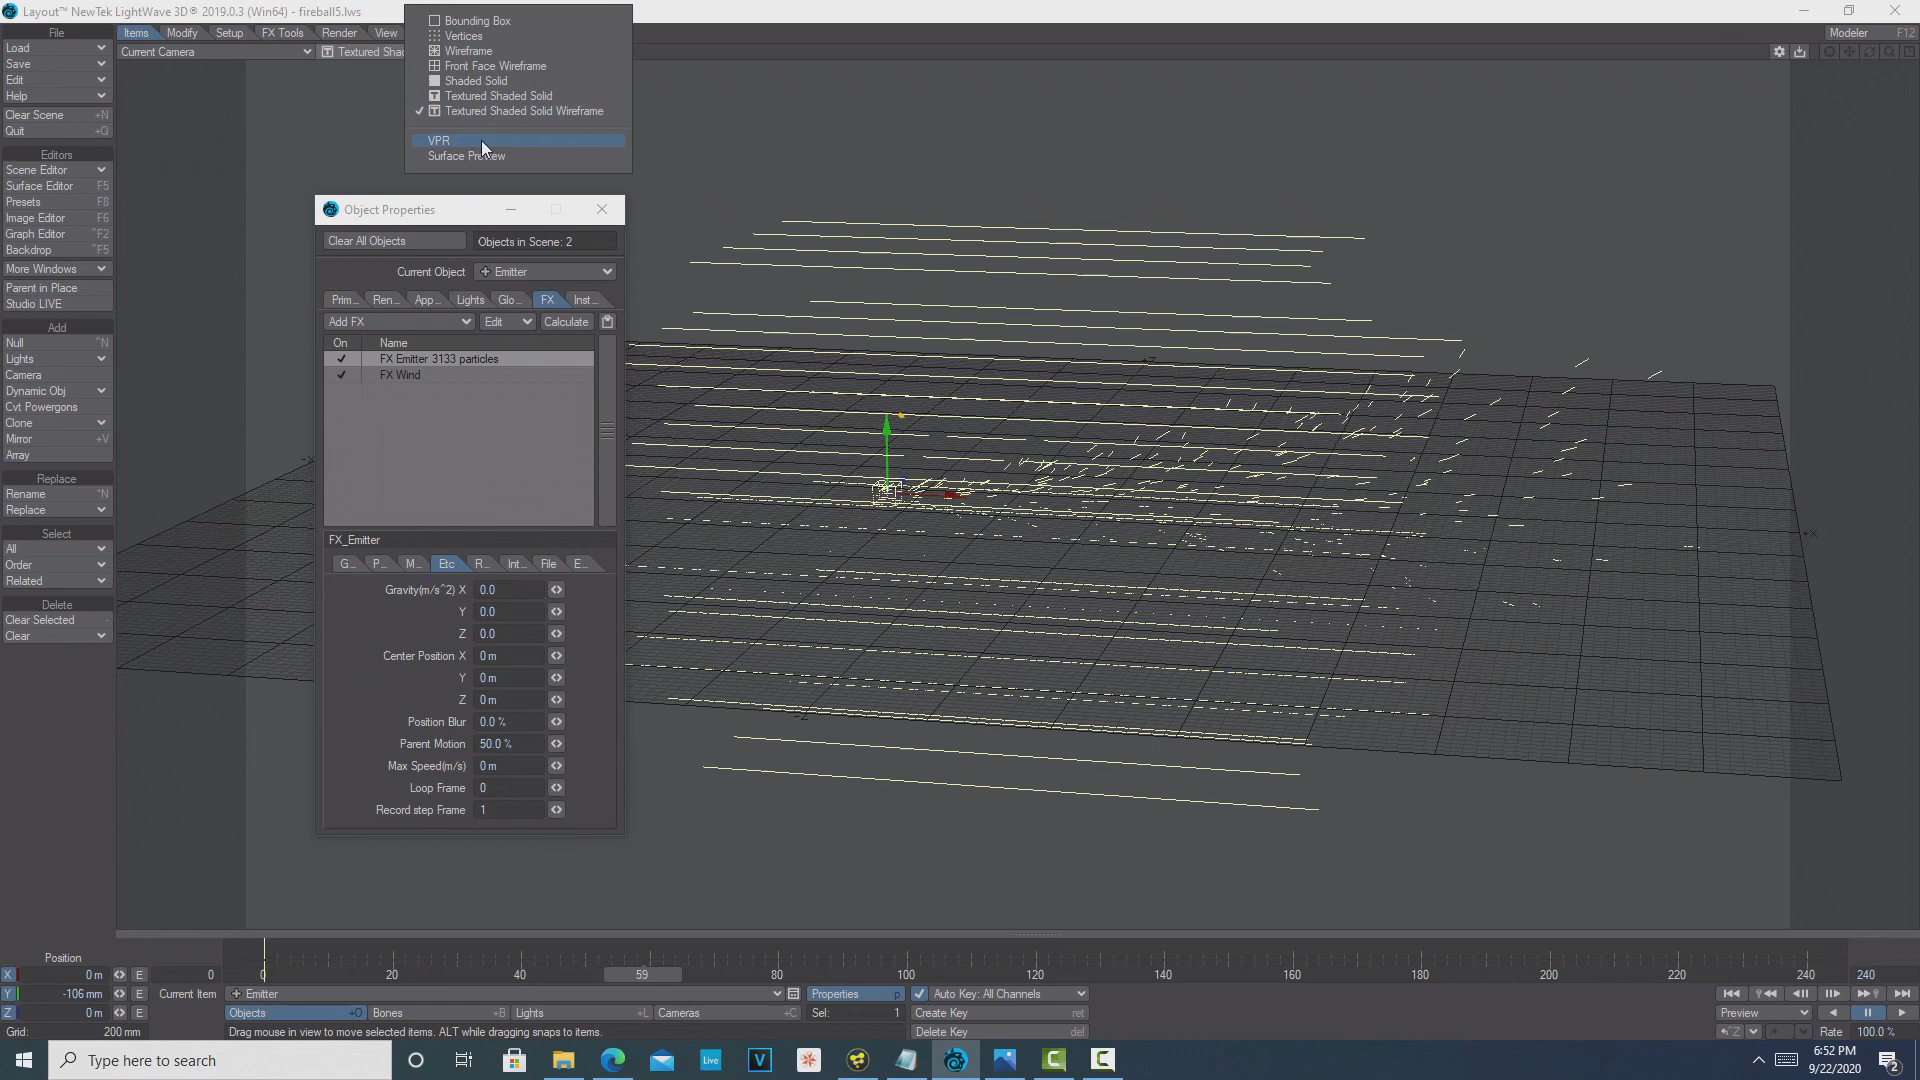 Layout™ NewTek LightWave 3D® 2019.0.3 (Win64) - fireball5.lws
File
Items
Modify
Setup
FX Tools
Render
View
Modeler
F12
Load
Save
Edit
Help
Clear Scene
+N
Quit
+Q
Current Camera
Textured Shad
Bounding Box
Vertices
Wireframe
Front Face Wireframe
Shaded Solid
Textured Shaded Solid
Textured Shaded Solid Wireframe
VPR
Surface Preview
Editors
Scene Editor
Surface Editor
F5
Presets
F8
Image Editor
F6
Graph Editor
^F2
Backdrop
^F5
More Windows
Parent in Place
Studio LIVE
Add
Null
^N
Lights
Camera
Dynamic Obj
Cvt Powergons
Clone
Mirror
+V
Array
Replace
Rename
Replace
Select
All
Order
Related
Delete
Clear Selected
-
Clear
Object Properties
Clear All Objects
Objects in Scene: 2
Current Object
Emitter
Prim...
Ren...
App...
Lights
Glo...
FX
Inst...
Add FX
Edit
Calculate
On
Name
FX Emitter 3133 particles
FX Wind
FX_Emitter
G...
P...
M...
Etc
R...
Int...
File
E...
Gravity(m/s^2) X
0.0
Y
0.0
Z
0.0
Center Position X
0 m
Y
0 m
Z
0 m
Position Blur
0.0 %
Parent Motion
50.0 %
Max Speed(m/s)
0 m
Loop Frame
0
Record step Frame
1
+Z
-X
+X
-Z
Position
X
0 m
E
0
0
20
40
59
80
100
120
140
160
180
200
220
240
240
Y
-106 mm
E
Current Item
Emitter
Properties
p
Auto Key: All Channels
Z
0 m
E
Objects
+O
Bones
+B
Lights
+L
Cameras
+C
Sel:
1
Create Key
ret
Preview
Grid:
200 mm
Drag mouse in view to move selected items. ALT while dragging snaps to items.
Delete Key
del
^Z
Rate
100.0 %
Type here to search
Live
V
6:52 PM
9/22/2020
2